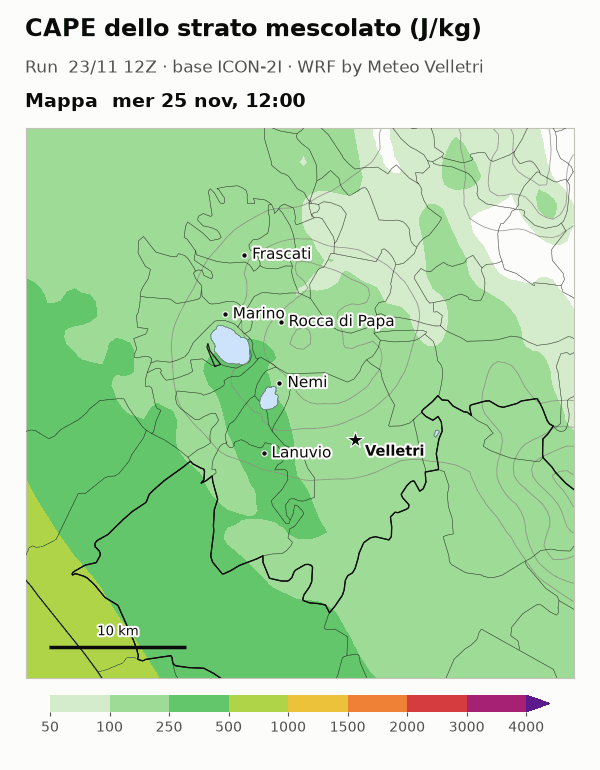 CAPE dello strato mescolato (J/kg)
Run  23/11 12Z · base ICON-2I · WRF by Meteo Velletri
Mappa  mer 25 nov, 12:00
Frascati
Marino
Rocca di Papa
Nemi
Velletri
Lanuvio
10 km
50 100 250 500 1000 1500 2000 3000 4000